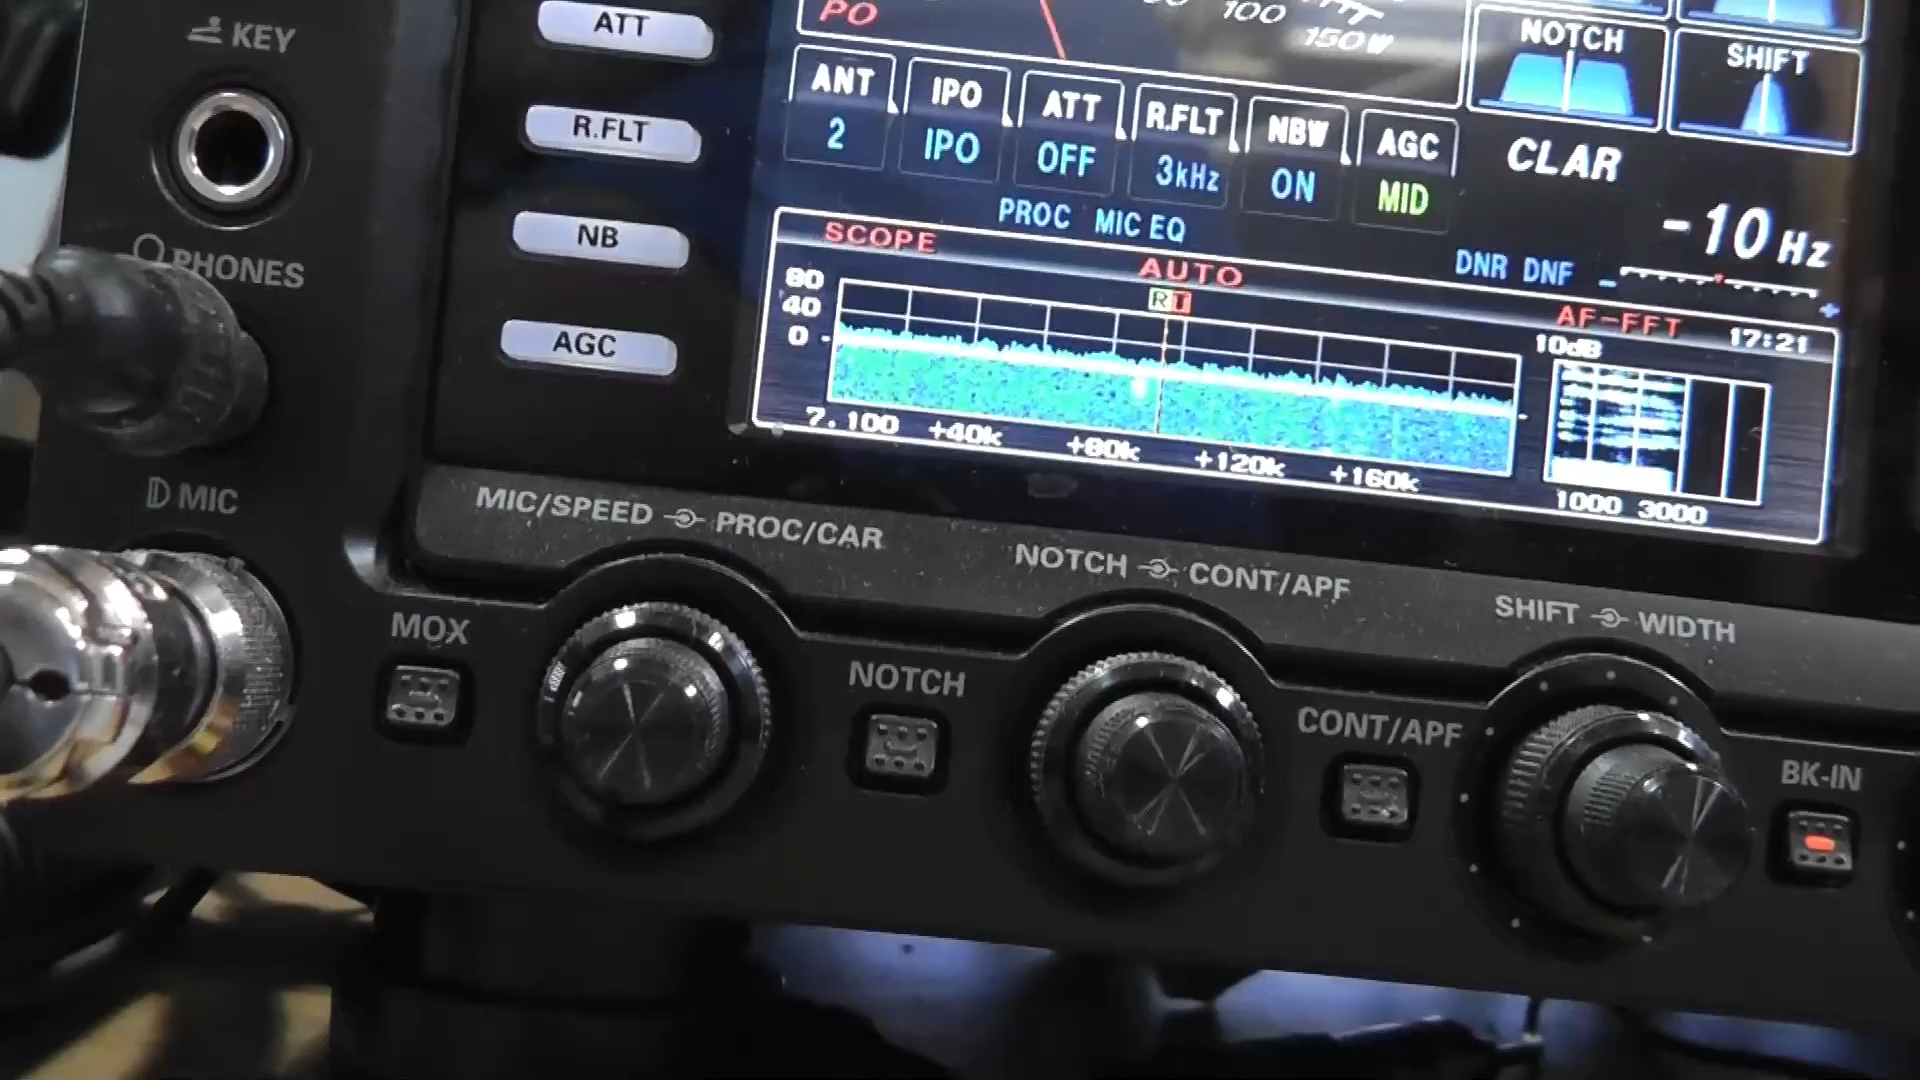 KEY
PHONES
MIC
ATT
R.FLT
NB
AGC
PO
100
150W
NOTCH
SHIFT
ANT IPO ATT R.FLT NBW AGC
2 IPO OFF 3kHz ON MID
CLAR
-10 Hz
PROC MIC EQ
DNR DNF
- +
SCOPE
AUTO
RT
AF-FFT 17:21
80
40
0
10dB
7.100 +40k +80k +120k +160k
1000 3000
MIC/SPEED PROC/CAR
NOTCH CONT/APF
SHIFT WIDTH
MOX
NOTCH
CONT/APF
BK-IN